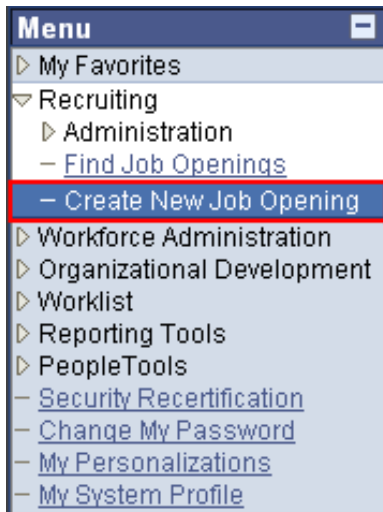 Menu
My Favorites
Recruiting
Administration
Find Job Openings
Create New Job Opening
Workforce Administration
Organizational Development
Worklist
Reporting Tools
PeopleTools
Security Recertification
Change My Password
My Personalizations
My System Profile